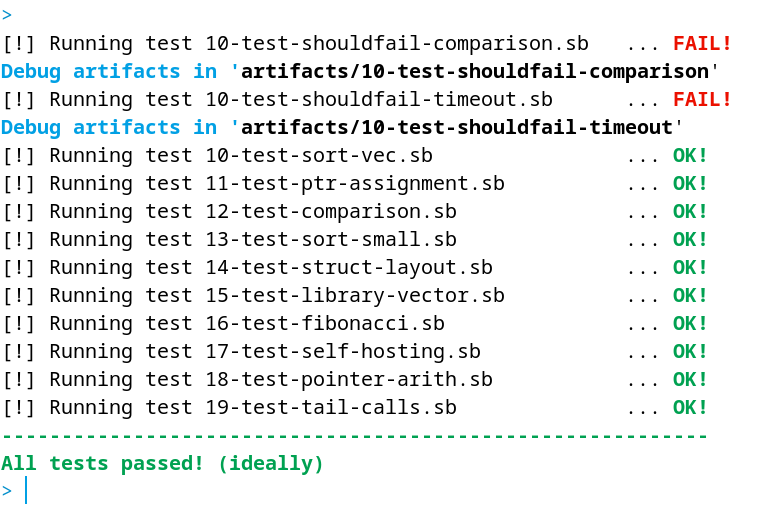 >
[!] Running test 10-test-shouldfail-comparison.sb ... FAIL!
Debug artifacts in 'artifacts/10-test-shouldfail-comparison'
[!] Running test 10-test-shouldfail-timeout.sb ... FAIL!
Debug artifacts in 'artifacts/10-test-shouldfail-timeout'
[!] Running test 10-test-sort-vec.sb ... OK!
[!] Running test 11-test-ptr-assignment.sb ... OK!
[!] Running test 12-test-comparison.sb ... OK!
[!] Running test 13-test-sort-small.sb ... OK!
[!] Running test 14-test-struct-layout.sb ... OK!
[!] Running test 15-test-library-vector.sb ... OK!
[!] Running test 16-test-fibonacci.sb ... OK!
[!] Running test 17-test-self-hosting.sb ... OK!
[!] Running test 18-test-pointer-arith.sb ... OK!
[!] Running test 19-test-tail-calls.sb ... OK!
-----------------------------------------------------------
All tests passed! (ideally)
>